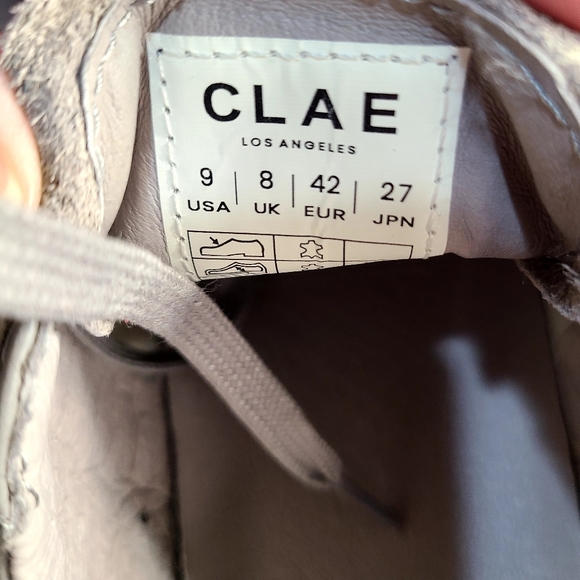 CLAE
LOS ANGELES
9 | 8 | 42 | 27
USA | UK | EUR | JPN